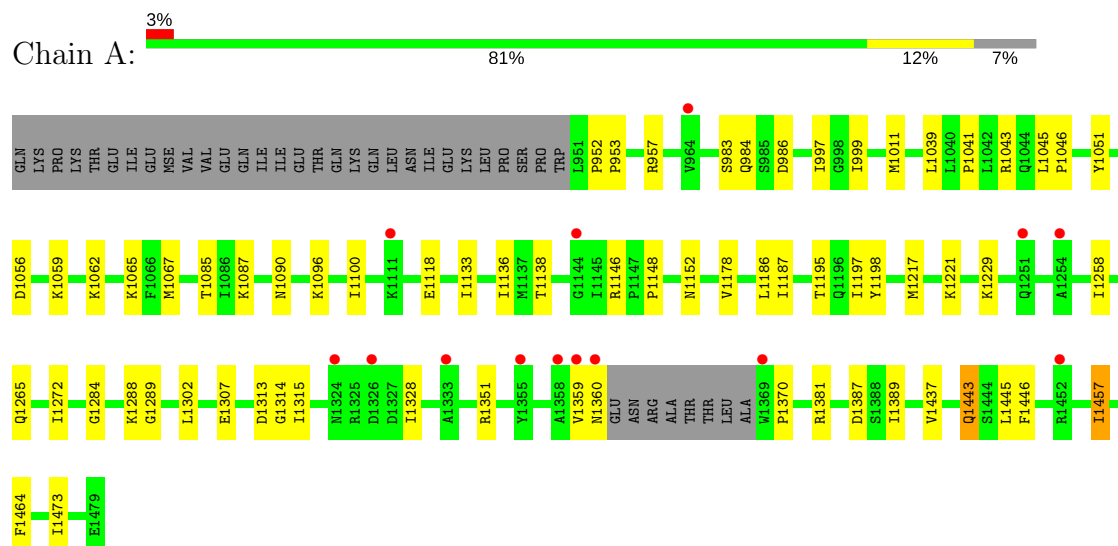 3%
Chain A:
81% 12% 7%
GLN LYS PRO LYS THR GLU ILE GLU MSE VAL VAL GLU GLN ILE ILE GLU THR GLN LYS GLN LEU ASN ILE GLU LYS LEU PRO SER PRO TRP L951 P952 P953 R957 V964 S983 Q984 S985 D986 I997 G998 I999 M1011 L1039 L1040 P1041 L1042 R1043 Q1044 L1045 P1046 Y1051
D1056 K1059 K1062 K1065 F1066 M1067 T1085 I1086 K1087 N1090 K1096 I1100 K1111 E1118 I1133 I1136 M1137 T1138 G1144 I1145 R1146 P1147 P1148 N1152 V1178 L1186 I1187 T1195 Q1196 I1197 Y1198 M1217 K1221 K1229 Q1251 A1254 I1258
Q1265 I1272 G1284 K1288 G1289 L1302 E1307 D1313 G1314 I1315 N1324 R1325 D1326 D1327 I1328 A1333 R1351 Y1355 A1358 V1359 N1360 GLU ASN ARG ALA THR THR LEU ALA W1369 P1370 R1381 D1387 S1388 I1389 V1437 Q1443 S1444 L1445 F1446 R1452 I1457
F1464 I1473 E1479